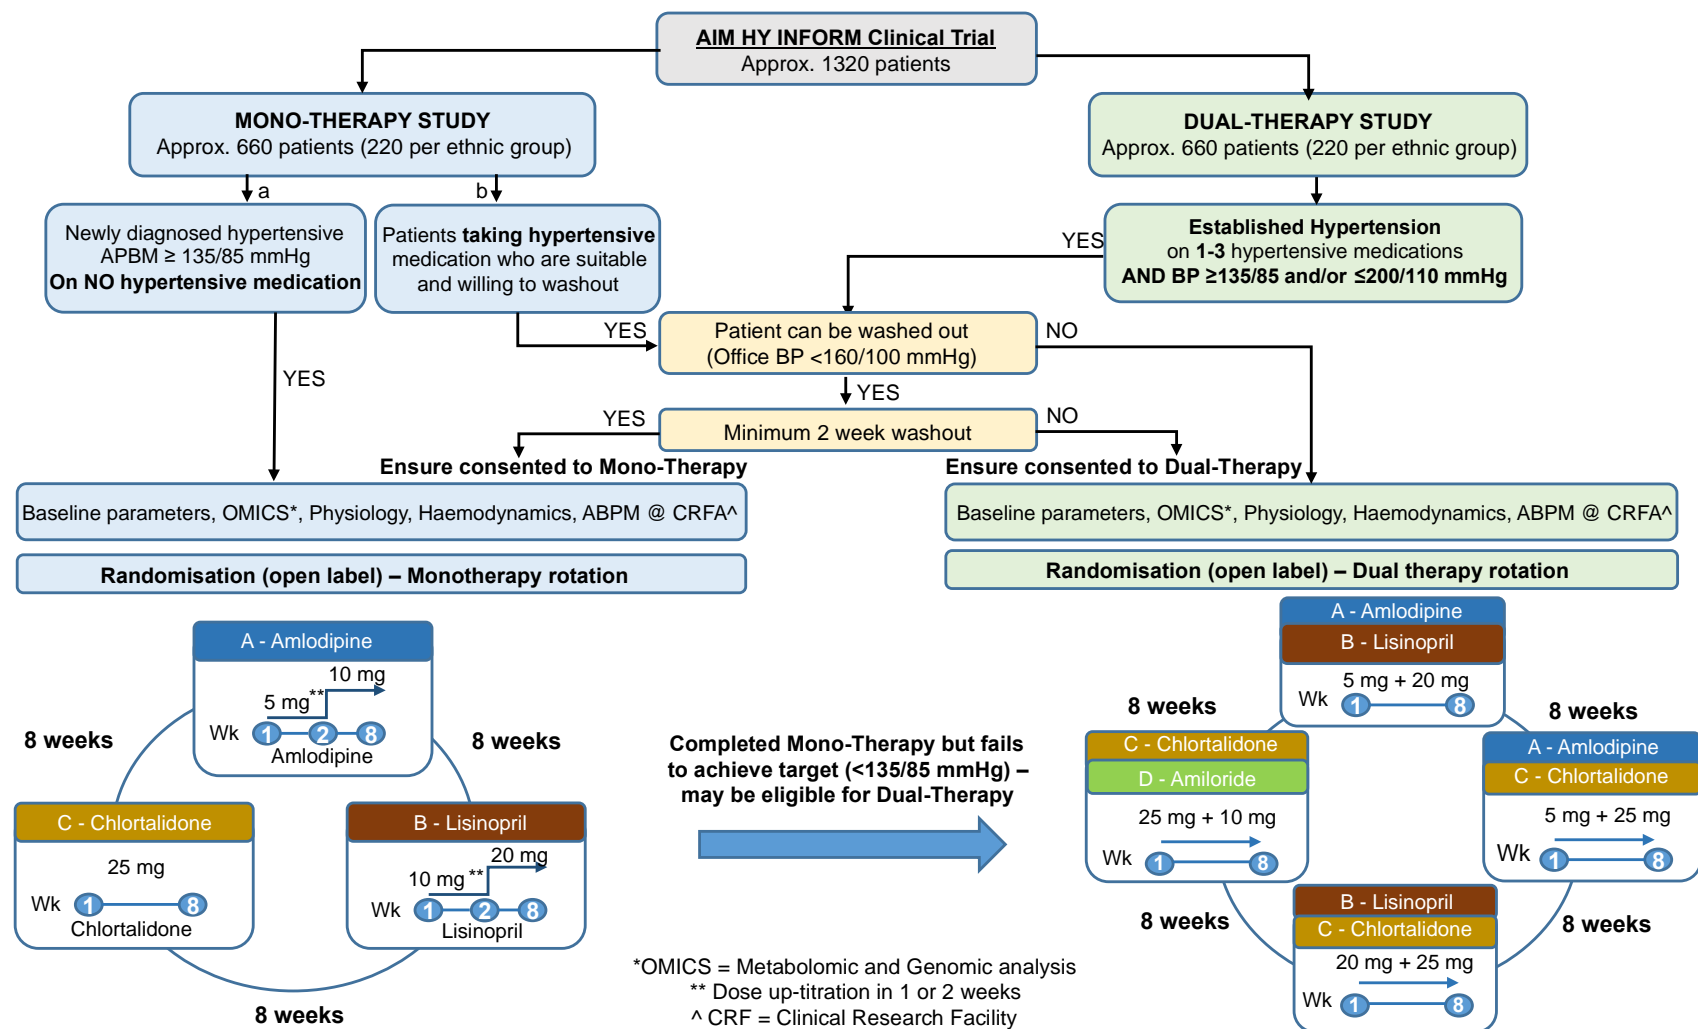 AIM HY INFORM Clinical Trial
Approx. 1320 patients
MONO-THERAPY STUDY
Approx. 660 patients (220 per ethnic group)
DUAL-THERAPY STUDY
Approx. 660 patients (220 per ethnic group)
a
b
Newly diagnosed hypertensive
APBM ≥ 135/85 mmHg
On NO hypertensive medication
Patients taking hypertensive
medication who are suitable
and willing to washout
Established Hypertension
on 1-3 hypertensive medications
AND BP ≥135/85 and/or ≤200/110 mmHg
YES
YES
Patient can be washed out
(Office BP <160/100 mmHg)
NO
YES
YES
YES
Minimum 2 week washout
NO
Ensure consented to Mono-Therapy
Ensure consented to Dual-Therapy
Baseline parameters, OMICS*, Physiology, Haemodynamics, ABPM @ CRFA^
Baseline parameters, OMICS*, Physiology, Haemodynamics, ABPM @ CRFA^
Randomisation (open label) – Monotherapy rotation
Randomisation (open label) – Dual therapy rotation
A - Amlodipine
10 mg
5 mg**
Wk 1 2 8
Amlodipine
8 weeks
8 weeks
C - Chlortalidone
25 mg
Wk 1 8
Chlortalidone
B - Lisinopril
20 mg
10 mg**
Wk 1 2 8
Lisinopril
8 weeks
Completed Mono-Therapy but fails
to achieve target (<135/85 mmHg) –
may be eligible for Dual-Therapy
A - Amlodipine
B - Lisinopril
5 mg + 20 mg
Wk 1 8
8 weeks
8 weeks
C - Chlortalidone
D - Amiloride
25 mg + 10 mg
Wk 1 8
A - Amlodipine
C - Chlortalidone
5 mg + 25 mg
Wk 1 8
8 weeks
8 weeks
B - Lisinopril
C - Chlortalidone
20 mg + 25 mg
Wk 1 8
*OMICS = Metabolomic and Genomic analysis
** Dose up-titration in 1 or 2 weeks
^ CRF = Clinical Research Facility